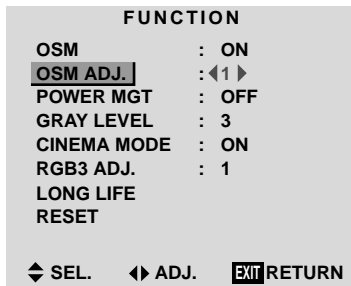 FUNCTION
OSM : ON
OSM ADJ. : 1
POWER MGT : OFF
GRAY LEVEL : 3
CINEMA MODE : ON
RGB3 ADJ. : 1
LONG LIFE
RESET
SEL. ADJ. EXIT RETURN